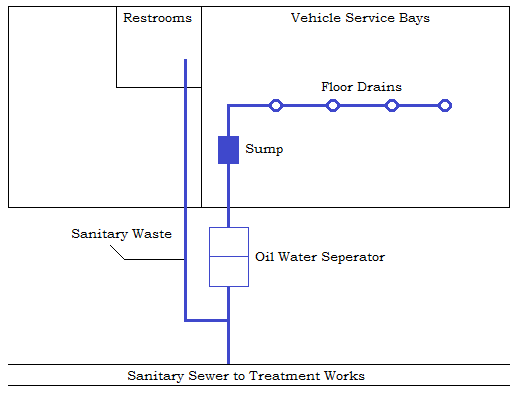 Restrooms
Vehicle Service Bays
Floor Drains
Sump
Sanitary Waste
Oil Water Seperator
Sanitary Sewer to Treatment Works